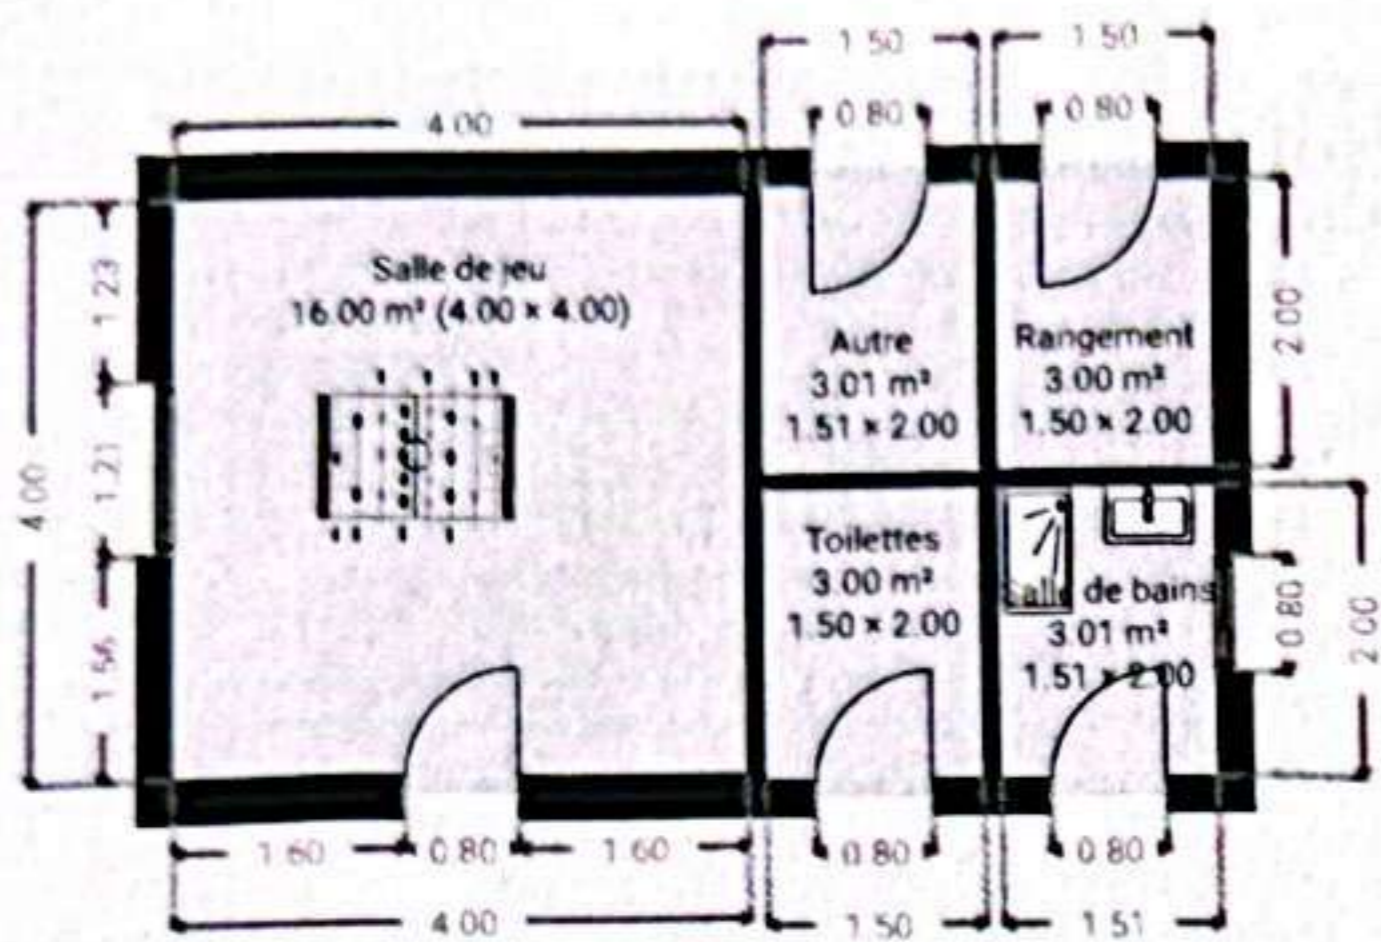 1.50
1.50
4.00
0.80
0.80
1.23
Salle de jeu
16.00 m² (4.00 × 4.00)
2.00
Autre
3.01 m²
1.51 × 2.00
Rangement
3.00 m²
1.50 × 2.00
4.00
1.21
Toilettes
3.00 m²
1.50 × 2.00
Salle de bains
3.01 m²
1.51 × 2.00
0.80
2.00
1.56
1.60
0.80
1.60
0.80
0.80
4.00
1.50
1.51